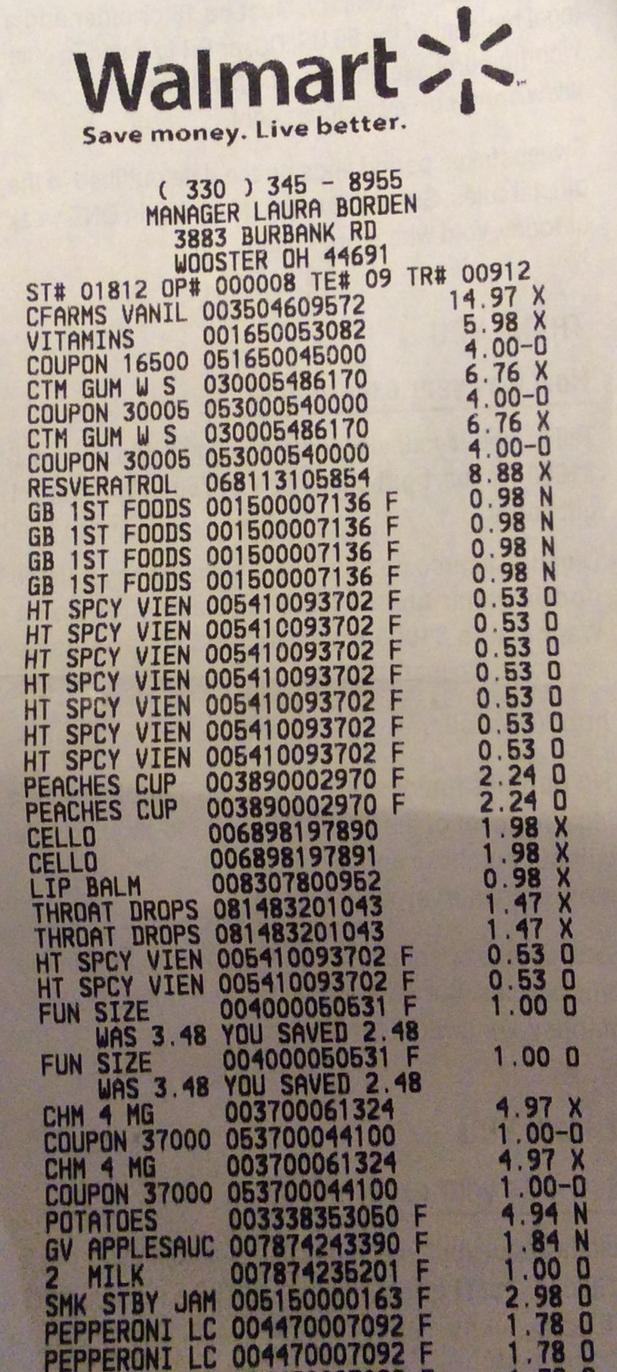 Walmart
Save money. Live better.
( 330 ) 345 - 8955
MANAGER LAURA BORDEN
3883 BURBANK RD
WOOSTER OH 44691
ST# 01812 OP# 000008 TE# 09 TR# 00912
CFARMS VANIL 003504609572 14.97 X
VITAMINS 001650053082 5.98 X
COUPON 16500 051650045000 4.00-O
CTM GUM W S 030005486170 6.76 X
COUPON 30005 053000540000 4.00-O
CTM GUM W S 030005486170 6.76 X
COUPON 30005 053000540000 4.00-O
RESVERATROL 068113105854 8.88 X
GB 1ST FOODS 001500007136 F 0.98 N
GB 1ST FOODS 001500007136 F 0.98 N
GB 1ST FOODS 001500007136 F 0.98 N
GB 1ST FOODS 001500007136 F 0.98 N
HT SPCY VIEN 005410093702 F 0.53 O
HT SPCY VIEN 005410093702 F 0.53 O
HT SPCY VIEN 005410093702 F 0.53 O
HT SPCY VIEN 005410093702 F 0.53 O
HT SPCY VIEN 005410093702 F 0.53 O
HT SPCY VIEN 005410093702 F 0.53 O
HT SPCY VIEN 005410093702 F 0.53 O
PEACHES CUP 003890002970 F 2.24 O
PEACHES CUP 003890002970 F 2.24 O
CELLO 006898197890 1.98 X
CELLO 006898197891 1.98 X
LIP BALM 008307800952 0.98 X
THROAT DROPS 081483201043 1.47 X
THROAT DROPS 081483201043 1.47 X
HT SPCY VIEN 005410093702 F 0.53 O
HT SPCY VIEN 005410093702 F 0.53 O
FUN SIZE 004000050531 F 1.00 O
WAS 3.48 YOU SAVED 2.48
FUN SIZE 004000050531 F 1.00 O
WAS 3.48 YOU SAVED 2.48
CHM 4 MG 003700061324 4.97 X
COUPON 37000 053700044100 1.00-O
CHM 4 MG 003700061324 4.97 X
COUPON 37000 053700044100 1.00-O
POTATOES 003338353050 F 4.94 N
GV APPLESAUC 007874243390 F 1.84 N
2 MILK 007874235201 F 1.00 O
SMK STBY JAM 005150000163 F 2.98 O
PEPPERONI LC 004470007092 F 1.78 O
PEPPERONI LC 004470007092 F 1.78 O